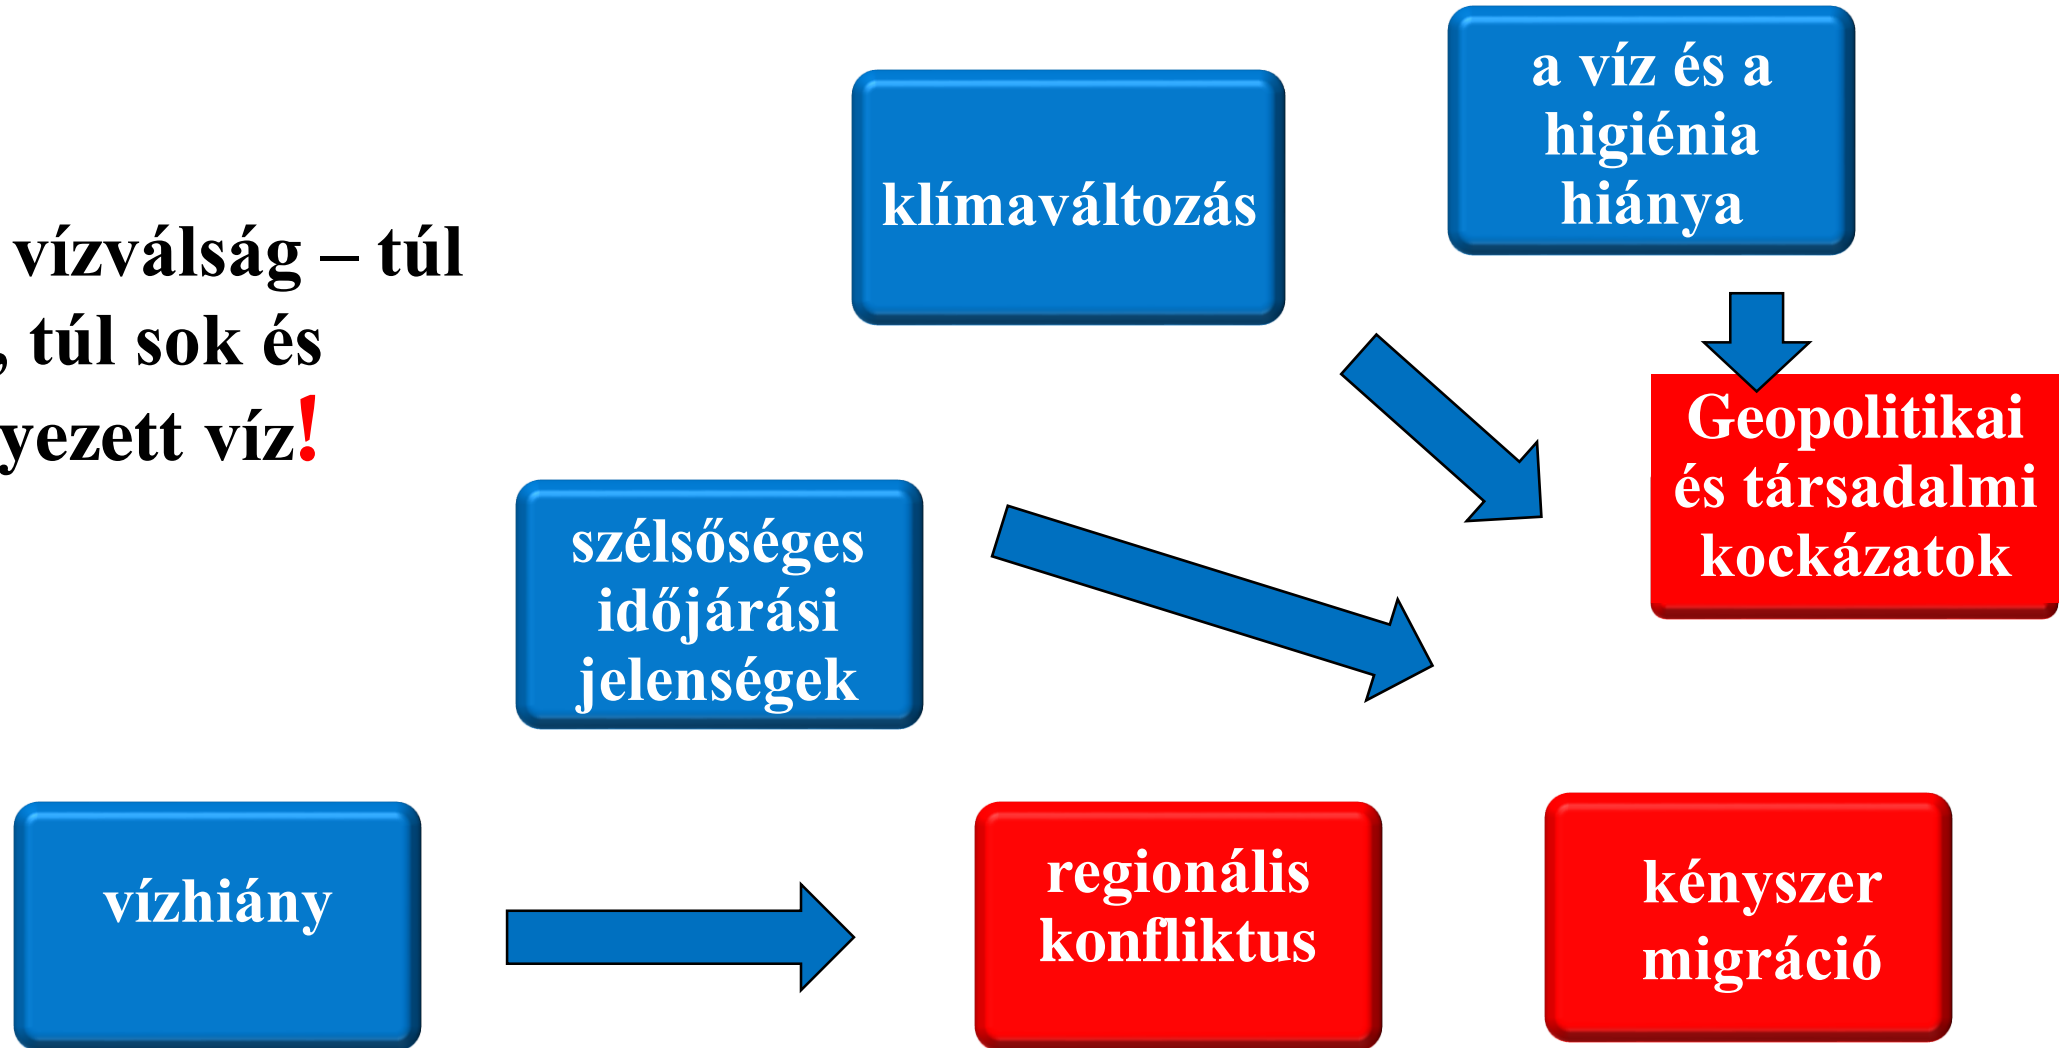 vízválság – túl
, túl sok és
yezett víz!
klímaváltozás
a víz és a
higiénia
hiánya
Geopolitikai
és társadalmi
kockázatok
szélsőséges
időjárási
jelenségek
vízhiány
regionális
konfliktus
kényszer
migráció